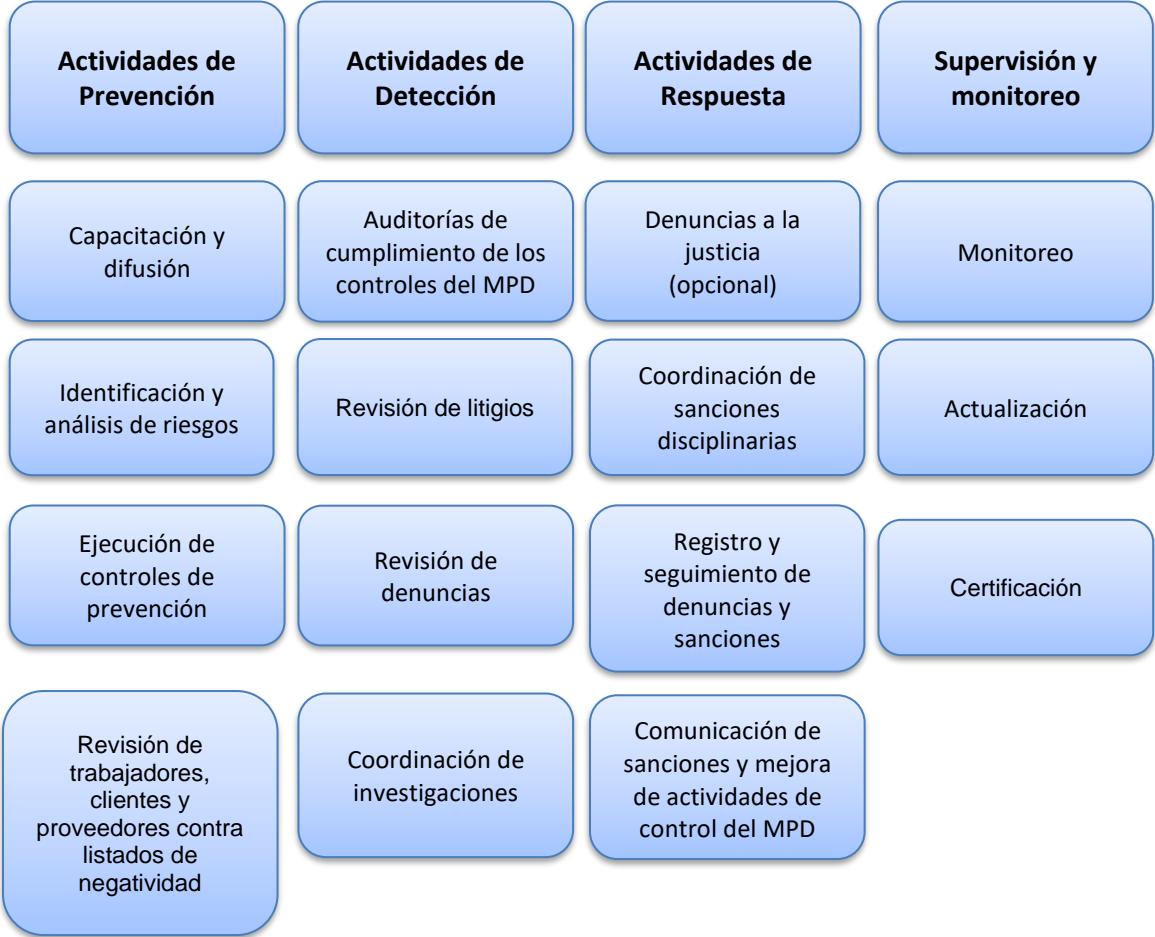 Actividades de
Prevención
Actividades de
Detección
Actividades de
Respuesta
Supervisión y
monitoreo
Capacitación y
difusión
Auditorías de
cumplimiento de los
controles del MPD
Denuncias a la
justicia
(opcional)
Monitoreo
Identificación y
análisis de riesgos
Revisión de litigios
Coordinación de
sanciones
disciplinarias
Actualización
Ejecución de
controles de
prevención
Revisión de
denuncias
Registro y
seguimiento de
denuncias y
sanciones
Certificación
Revisión de
trabajadores,
clientes y
proveedores contra
listados de
negatividad
Coordinación de
investigaciones
Comunicación de
sanciones y mejora
de actividades de
control del MPD